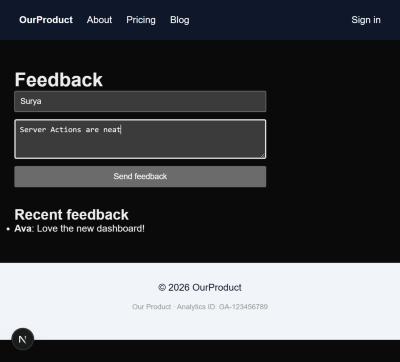 OurProduct About Pricing Blog Sign in
Feedback
Surya
Server Actions are neat
Send feedback
Recent feedback
• Ava: Love the new dashboard!
© 2026 OurProduct
Our Product · Analytics ID: GA-123456789
N